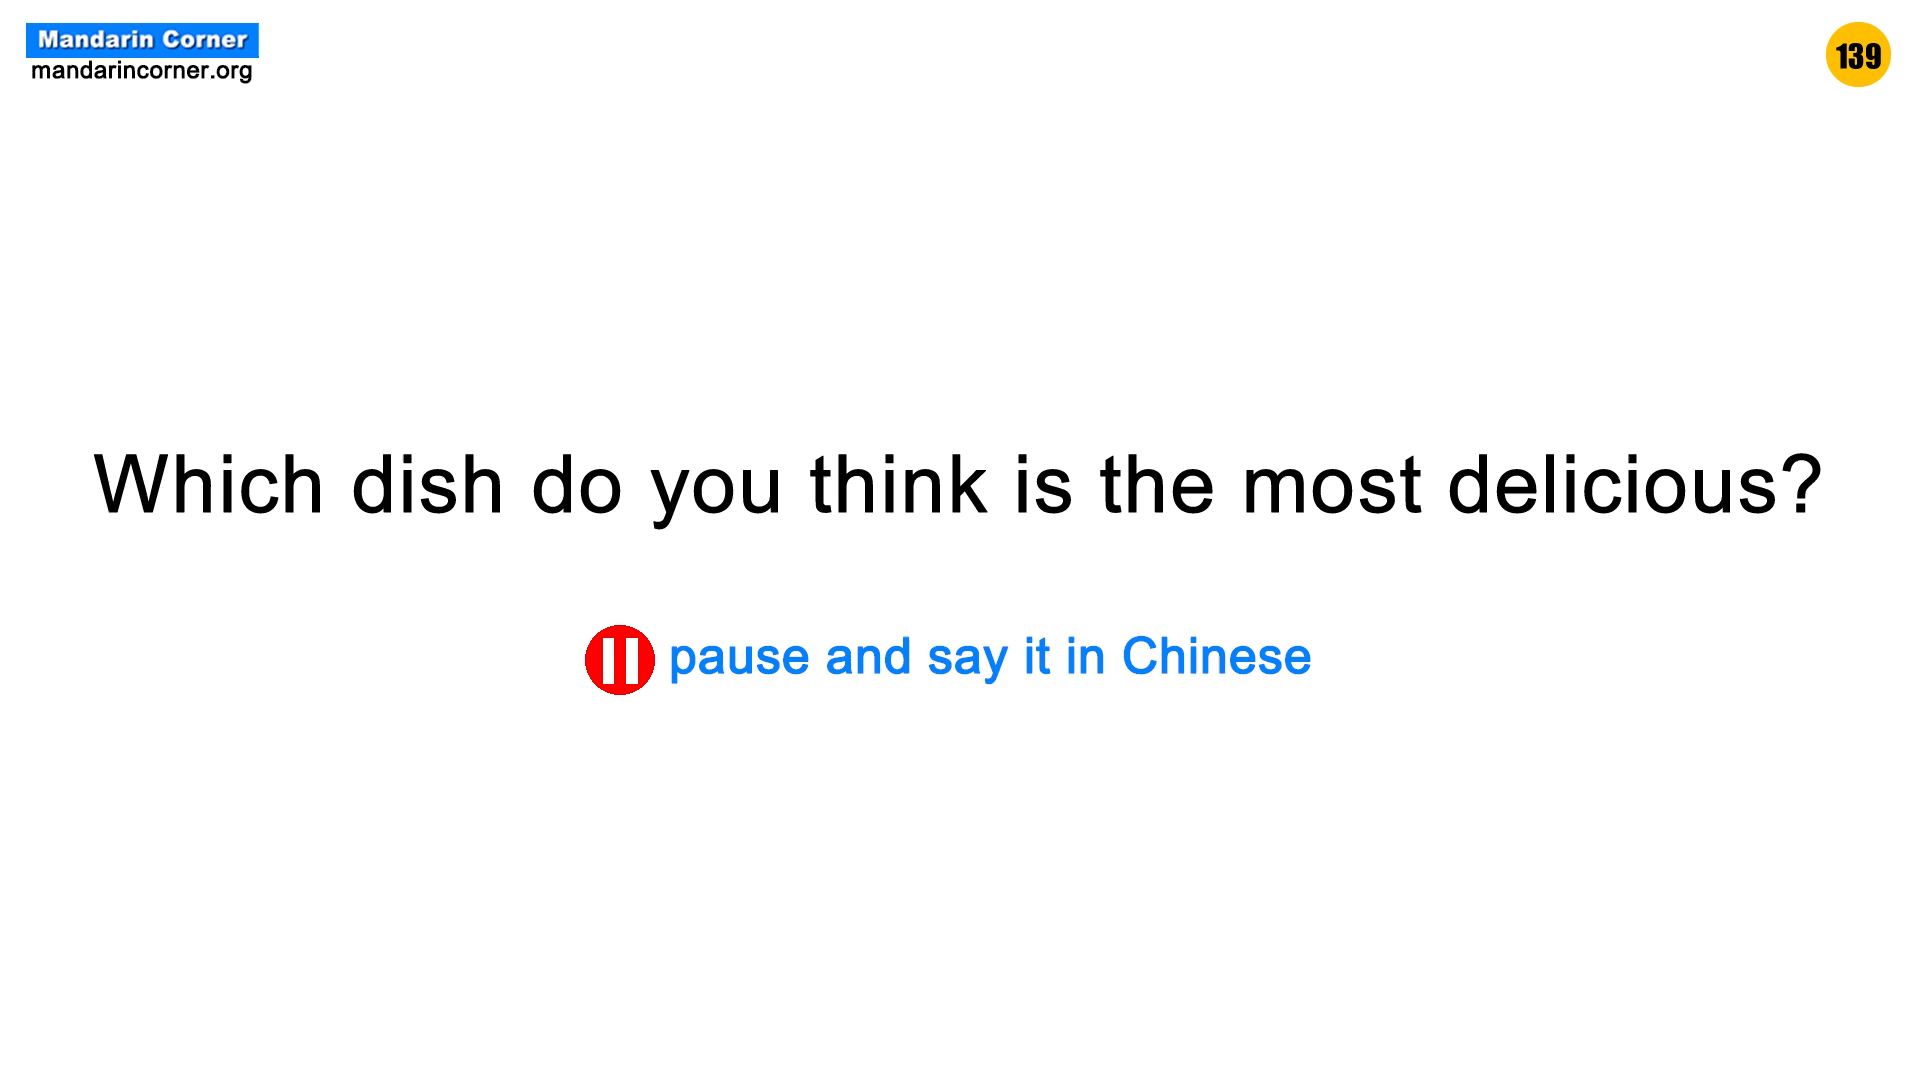 Mandarin Corner
mandarincorner.org
139
Which dish do you think is the most delicious?
pause and say it in Chinese